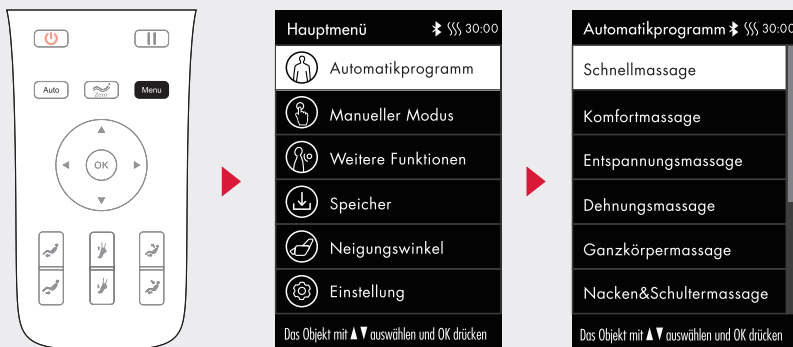 Auto
Zero
Menu
OK
Hauptmenü 30:00
Automatikprogramm
Manueller Modus
Weitere Funktionen
Speicher
Neigungswinkel
Einstellung
Das Objekt mit ▲▼ auswählen und OK drücken
Automatikprogramm 30:00
Schnellmassage
Komfortmassage
Entspannungsmassage
Dehnungsmassage
Ganzkörpermassage
Nacken&Schultermassage
Das Objekt mit ▲▼ auswählen und OK drücken